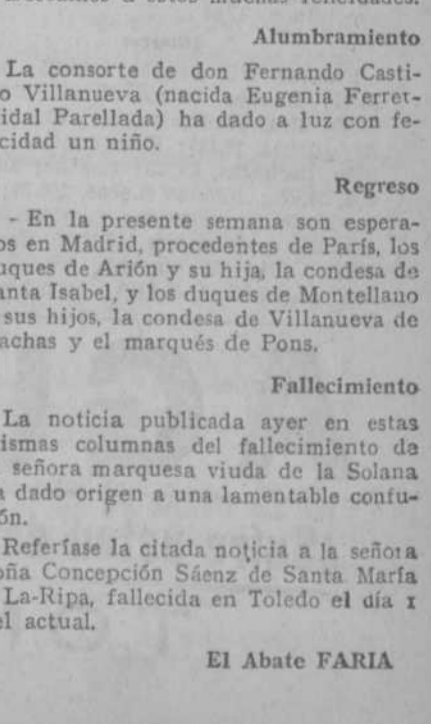 muchas felicidades.
Alumbramiento
La consorte de don Fernando Casti-
o Villanueva (nacida Eugenia Ferrer-
idal Parellada) ha dado a luz con fe-
cidad un niño.
Regreso
- En la presente semana son espera-
os en Madrid, procedentes de París, los
uques de Arión y su hija, la condesa de
anta Isabel, y los duques de Montellano
sus hijos, la condesa de Villanueva de
achas y el marqués de Pons.
Fallecimiento
La noticia publicada ayer en estas
ismas columnas del fallecimiento de
señora marquesa viuda de la Solana
a dado origen a una lamentable confu-
ón.
Referíase la citada noticia a la señora
oña Concepción Sáenz de Santa María
La-Ripa, fallecida en Toledo el día 1
el actual.
El Abate FARIA